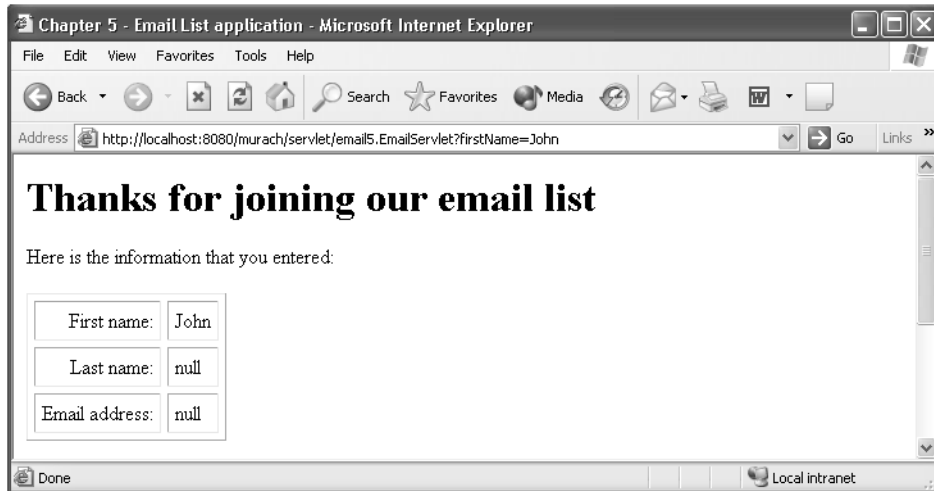 Chapter 5 - Email List application - Microsoft Internet Explorer
File Edit View Favorites Tools Help
Back Search Favorites Media W
Address http://localhost:8080/murach/servlet/email5.EmailServlet?firstName=John Go Links »
Thanks for joining our email list
Here is the information that you entered:
First name: John
Last name: null
Email address: null
Done Local intranet